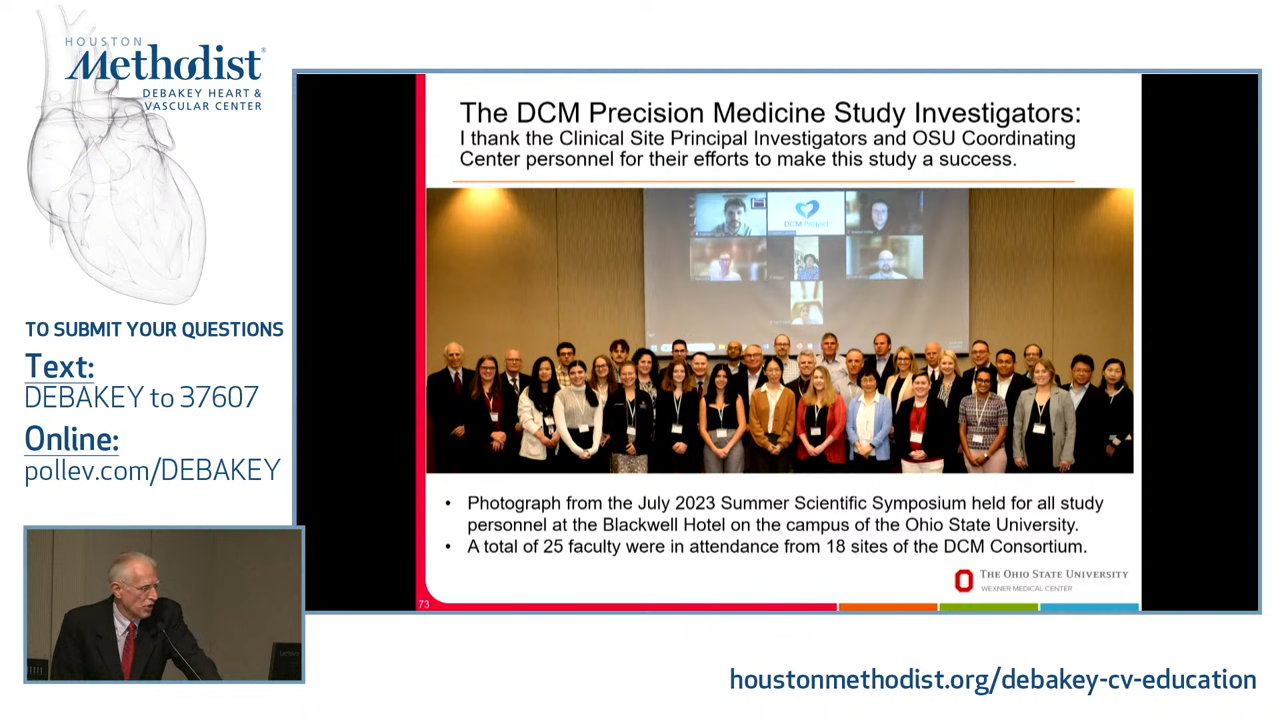 HOUSTON
Methodist®
DEBAKEY HEART &
VASCULAR CENTER
TO SUBMIT YOUR QUESTIONS
Text:
DEBAKEY to 37607
Online:
pollev.com/DEBAKEY
The DCM Precision Medicine Study Investigators:
I thank the Clinical Site Principal Investigators and OSU Coordinating
Center personnel for their efforts to make this study a success.
DCM Project
• Photograph from the July 2023 Summer Scientific Symposium held for all study
personnel at the Blackwell Hotel on the campus of the Ohio State University.
• A total of 25 faculty were in attendance from 18 sites of the DCM Consortium.
THE OHIO STATE UNIVERSITY
WEXNER MEDICAL CENTER
73
houstonmethodist.org/debakey-cv-education